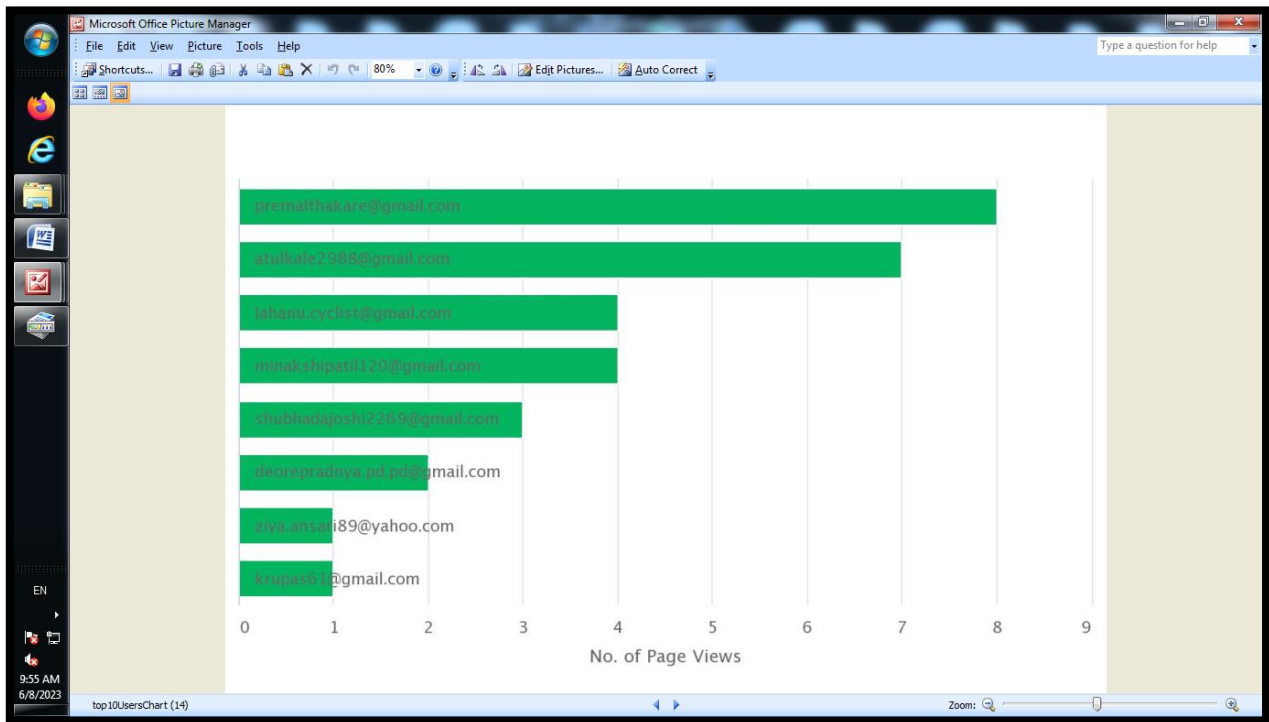 Microsoft Office Picture Manager
File Edit View Picture Tools Help
Type a question for help
Shortcuts... 80% Edit Pictures... Auto Correct
premalthakare@gmail.com
atulkale2988@gmail.com
lahanu.cyclist@gmail.com
minakshipatil120@gmail.com
shubhadajoshi2269@gmail.com
deorepradnya.pd.pd@gmail.com
ziya.ansari89@yahoo.com
krupas61@gmail.com
0 1 2 3 4 5 6 7 8 9
No. of Page Views
EN
9:55 AM
6/8/2023
top10UsersChart (14)
Zoom: